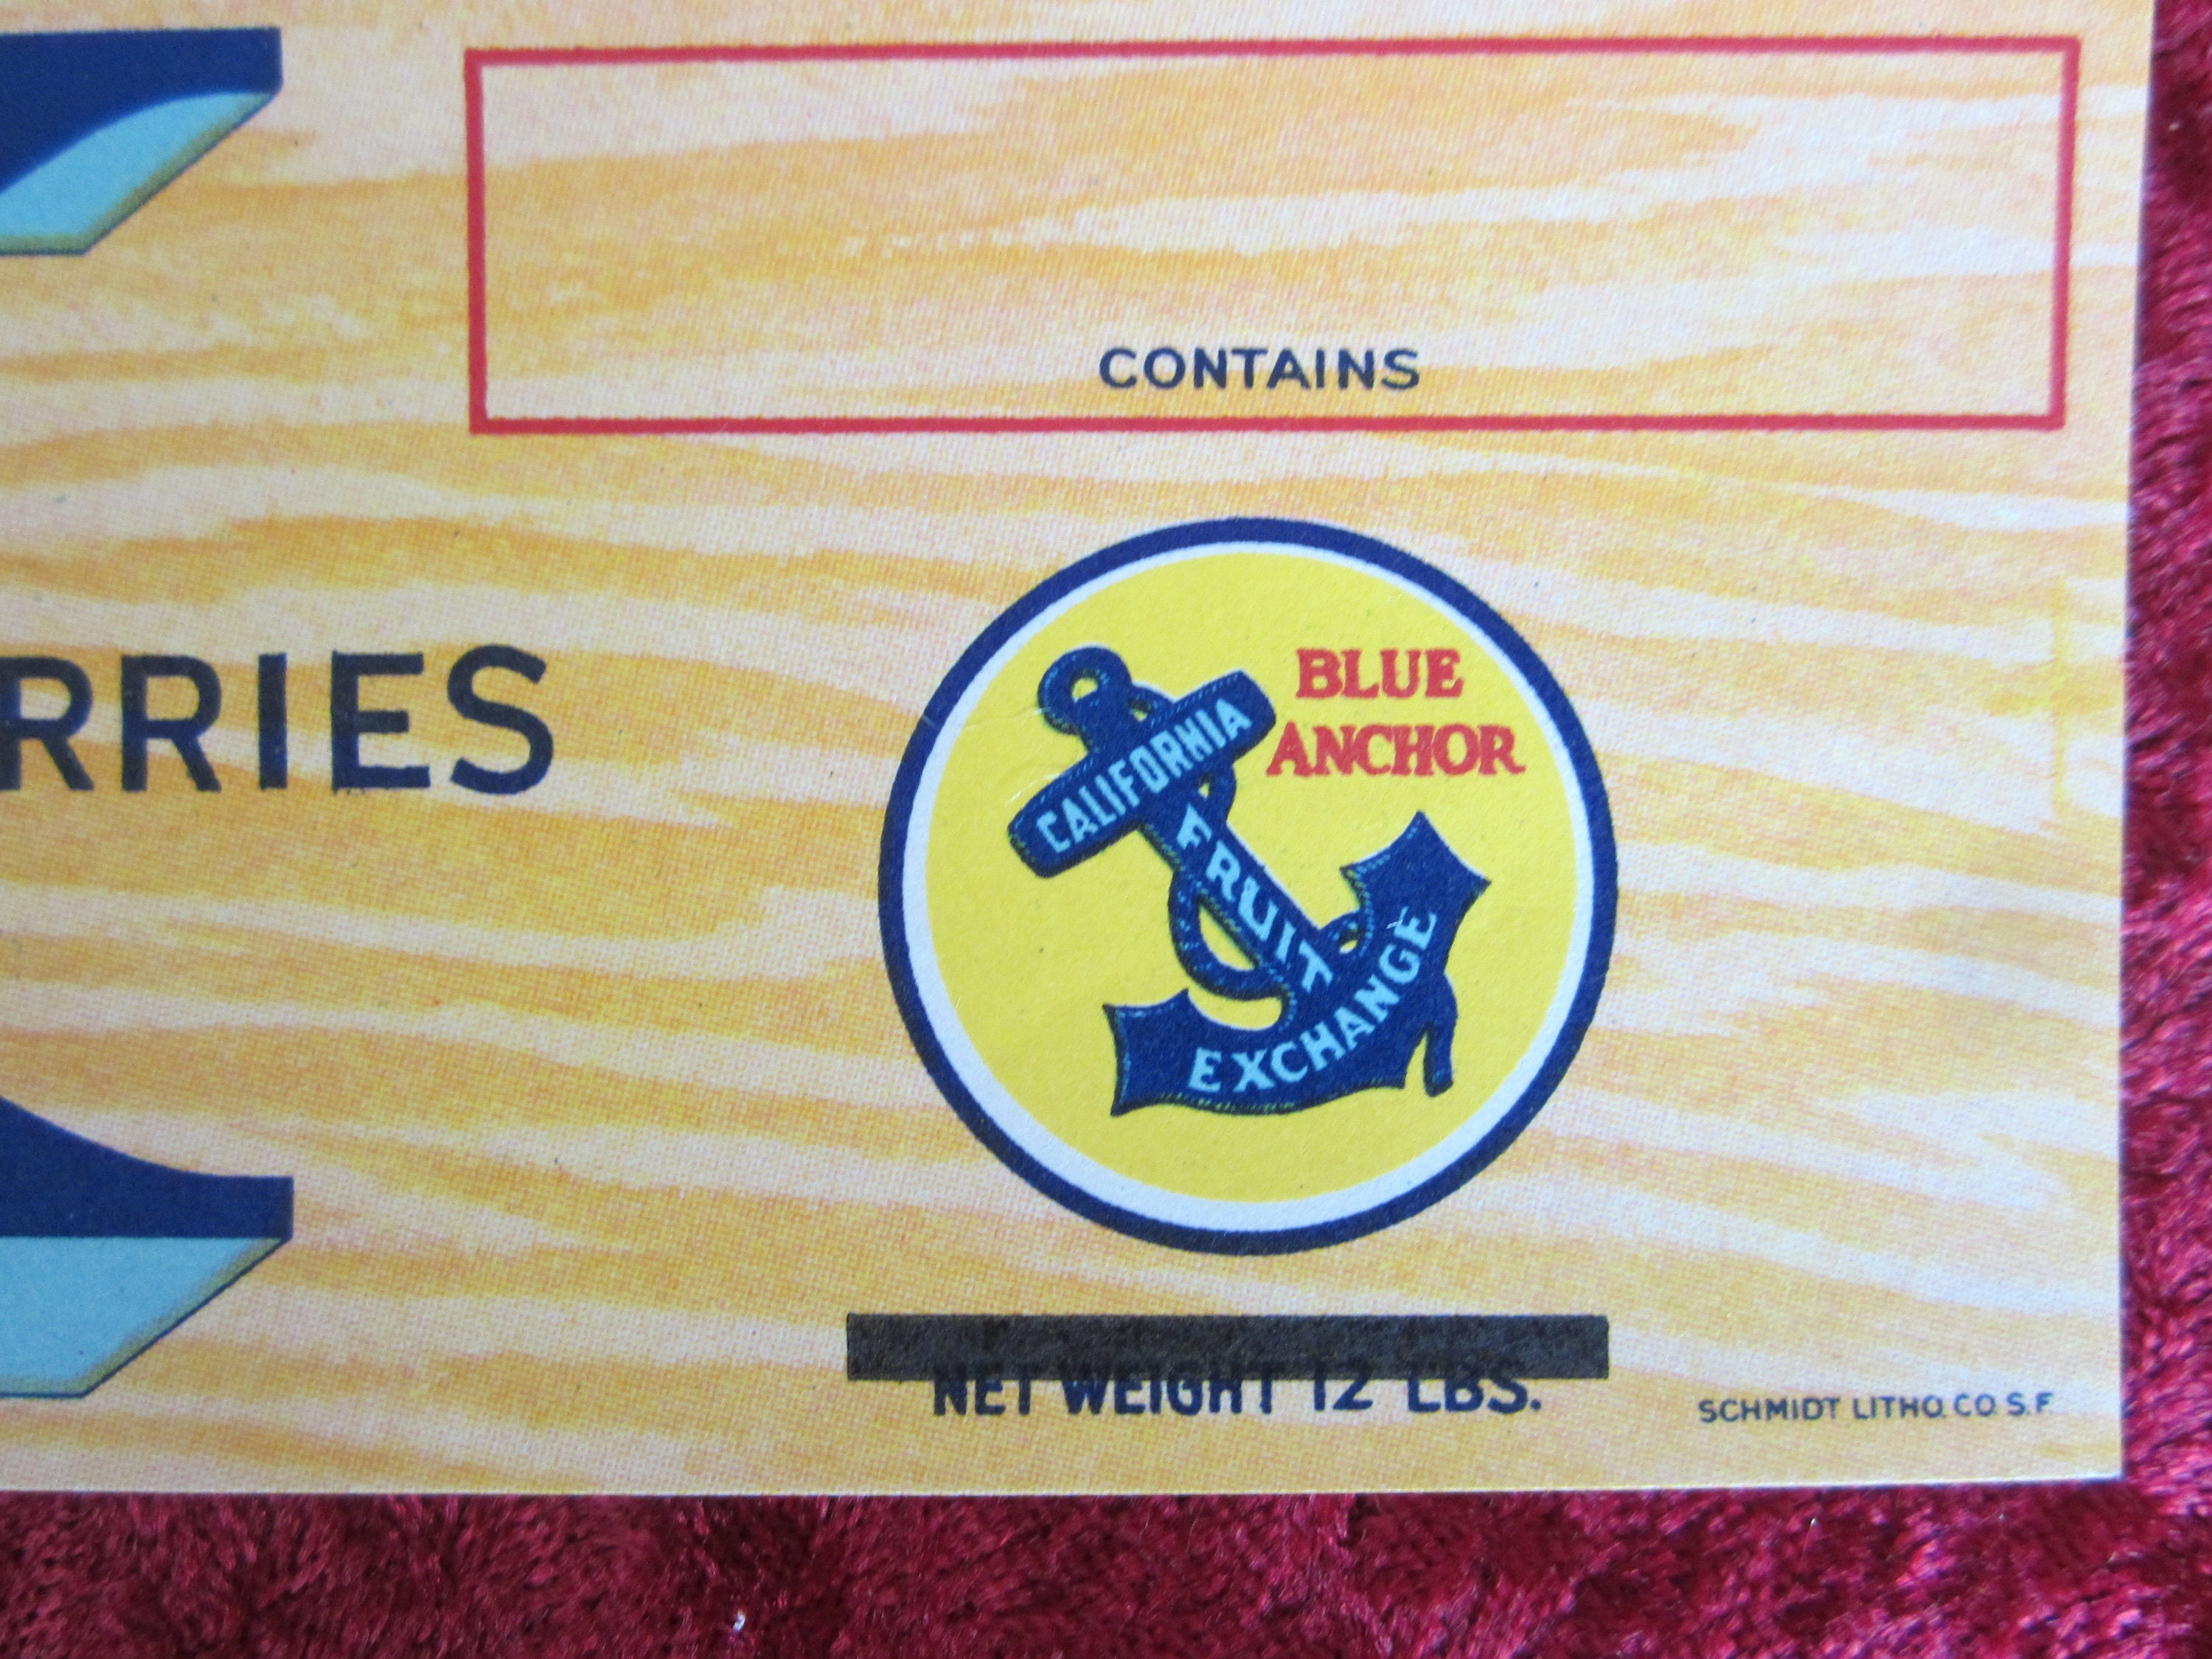 CONTAINS
RRIES
BLUE
ANCHOR
CALIFORNIA
FRUIT
EXCHANGE
NET WEIGHT 12 LBS.
SCHMIDT LITHO. CO. S.F